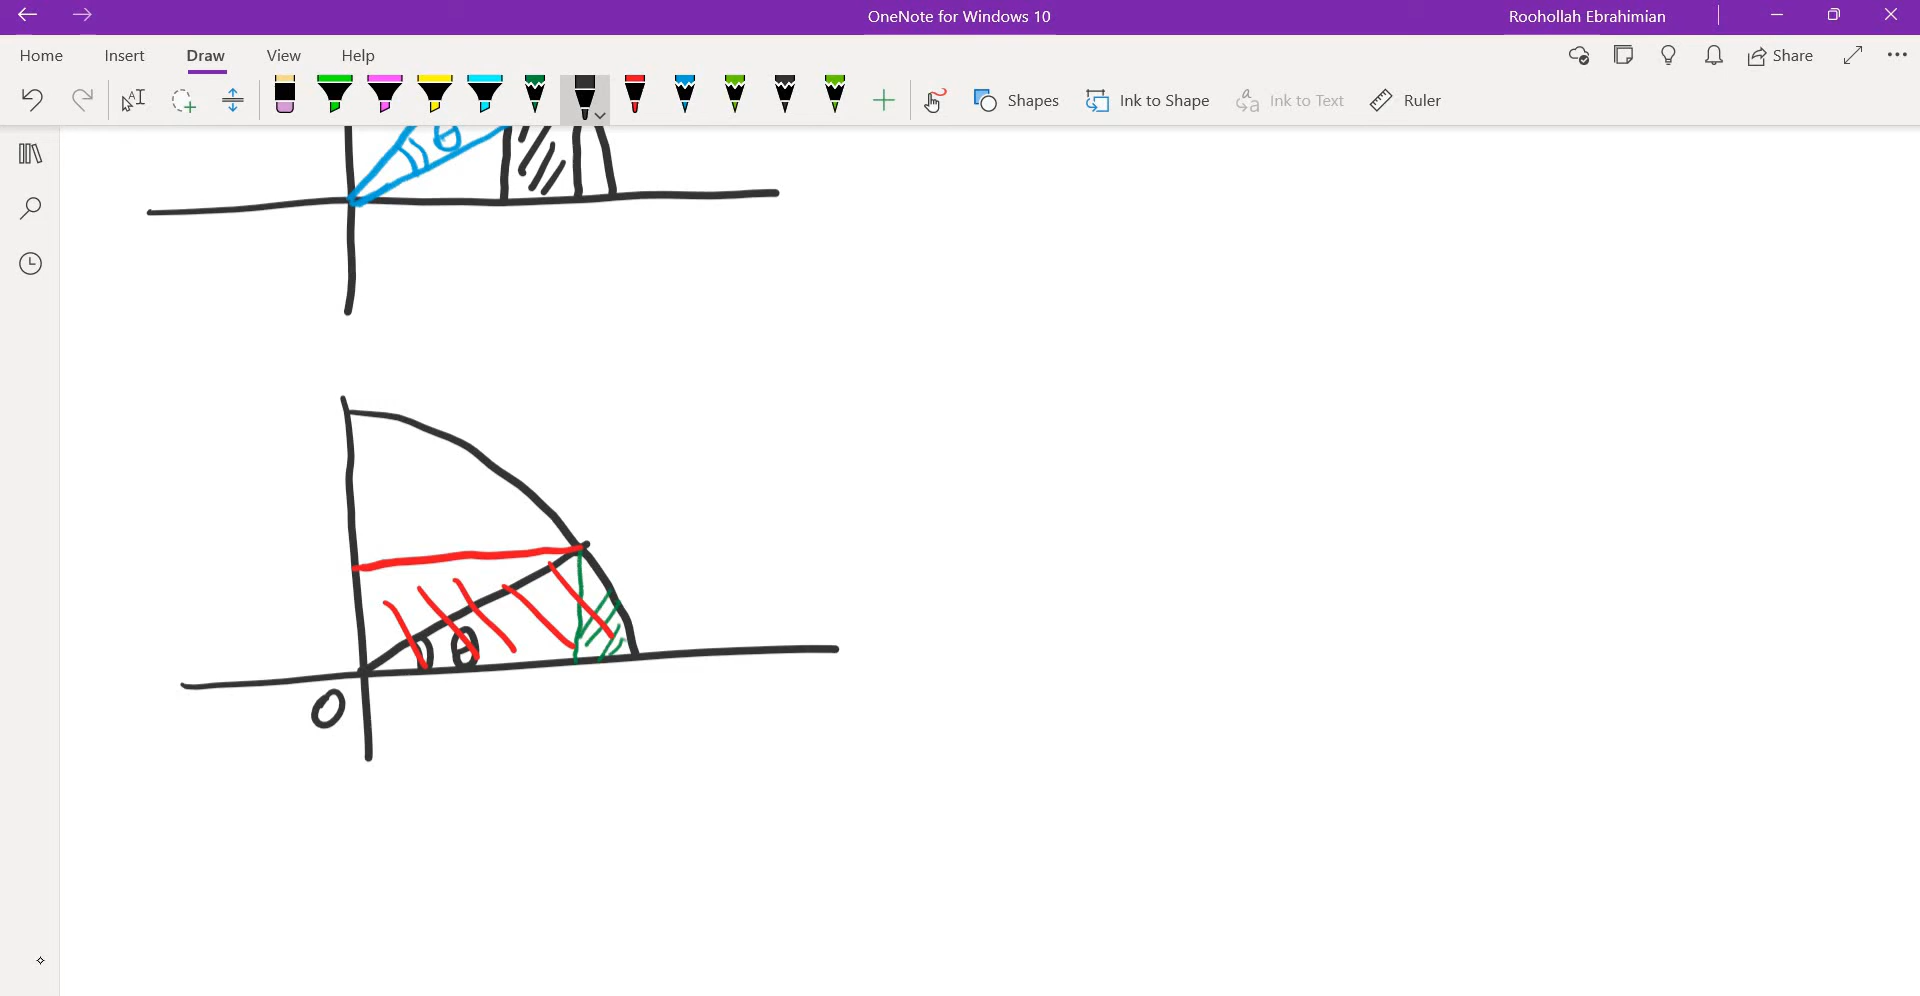 OneNote for Windows 10
Roohollah Ebrahimian
Home Insert Draw View Help
Share
Shapes Ink to Shape Ink to Text Ruler
θ
θ
O